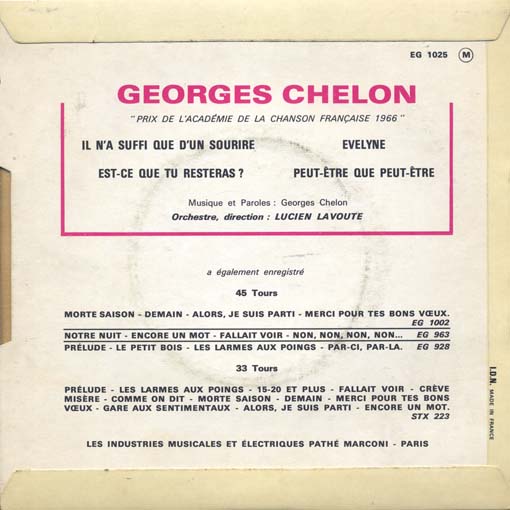 EG 1025 M
GEORGES CHELON
"PRIX DE L'ACADÉMIE DE LA CHANSON FRANÇAISE 1966"
IL N'A SUFFI QUE D'UN SOURIRE EVELYNE
EST-CE QUE TU RESTERAS ? PEUT-ÊTRE QUE PEUT-ÊTRE
Musique et Paroles : Georges Chelon
Orchestre, direction : LUCIEN LAVOUTE
a également enregistré
45 Tours
MORTE SAISON - DEMAIN - ALORS, JE SUIS PARTI - MERCI POUR TES BONS VŒUX.
EG 1002
NOTRE NUIT - ENCORE UN MOT - FALLAIT VOIR - NON, NON, NON, NON... EG 963
PRÉLUDE - LE PETIT BOIS - LES LARMES AUX POINGS - PAR-CI, PAR-LA. EG 928
33 Tours
PRÉLUDE - LES LARMES AUX POINGS - 15-20 ET PLUS - FALLAIT VOIR - CRÈVE
MISÈRE - COMME ON DIT - MORTE SAISON - DEMAIN - MERCI POUR TES BONS
VŒUX - GARE AUX SENTIMENTAUX - ALORS, JE SUIS PARTI - ENCORE UN MOT.
STX 223
LES INDUSTRIES MUSICALES ET ÉLECTRIQUES PATHÉ MARCONI - PARIS
I.D.N. MADE IN FRANCE